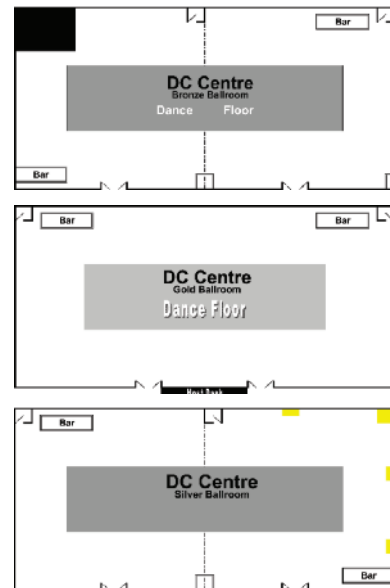 Bar
DC Centre
Bronze Ballroom
Dance Floor
Bar
Bar
Bar
DC Centre
Gold Ballroom
Dance Floor
Bar
DC Centre
Silver Ballroom
Bar